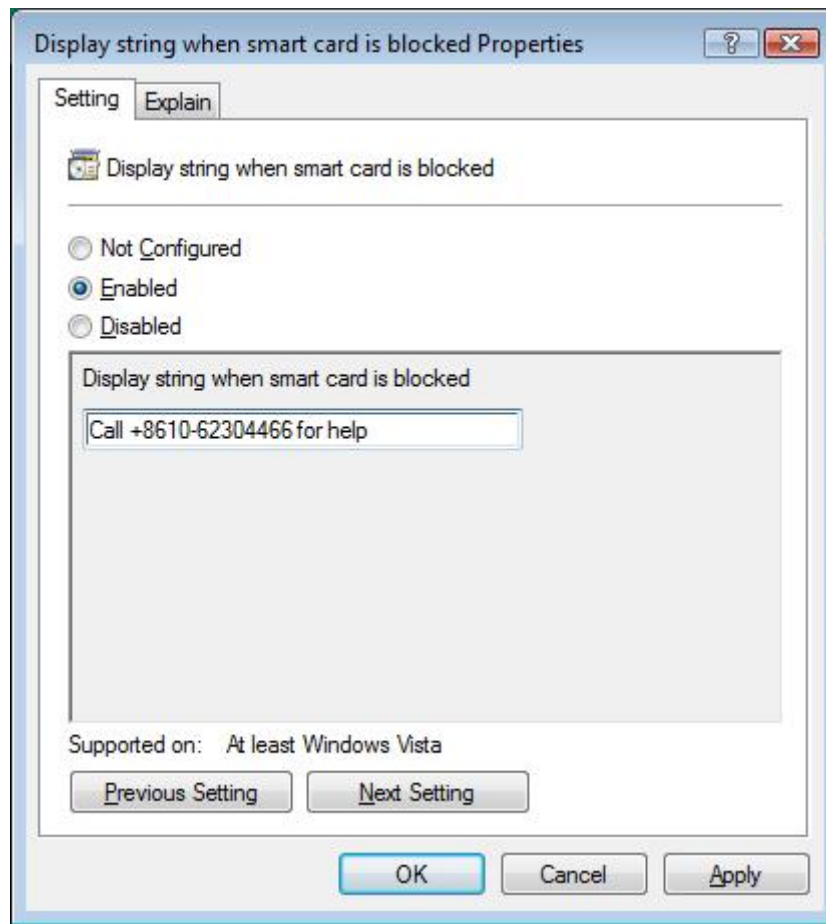 Display string when smart card is blocked Properties
Setting Explain
Display string when smart card is blocked
Not Configured
Enabled
Disabled
Display string when smart card is blocked
Call +8610-62304466 for help
Supported on: At least Windows Vista
Previous Setting Next Setting
OK Cancel Apply